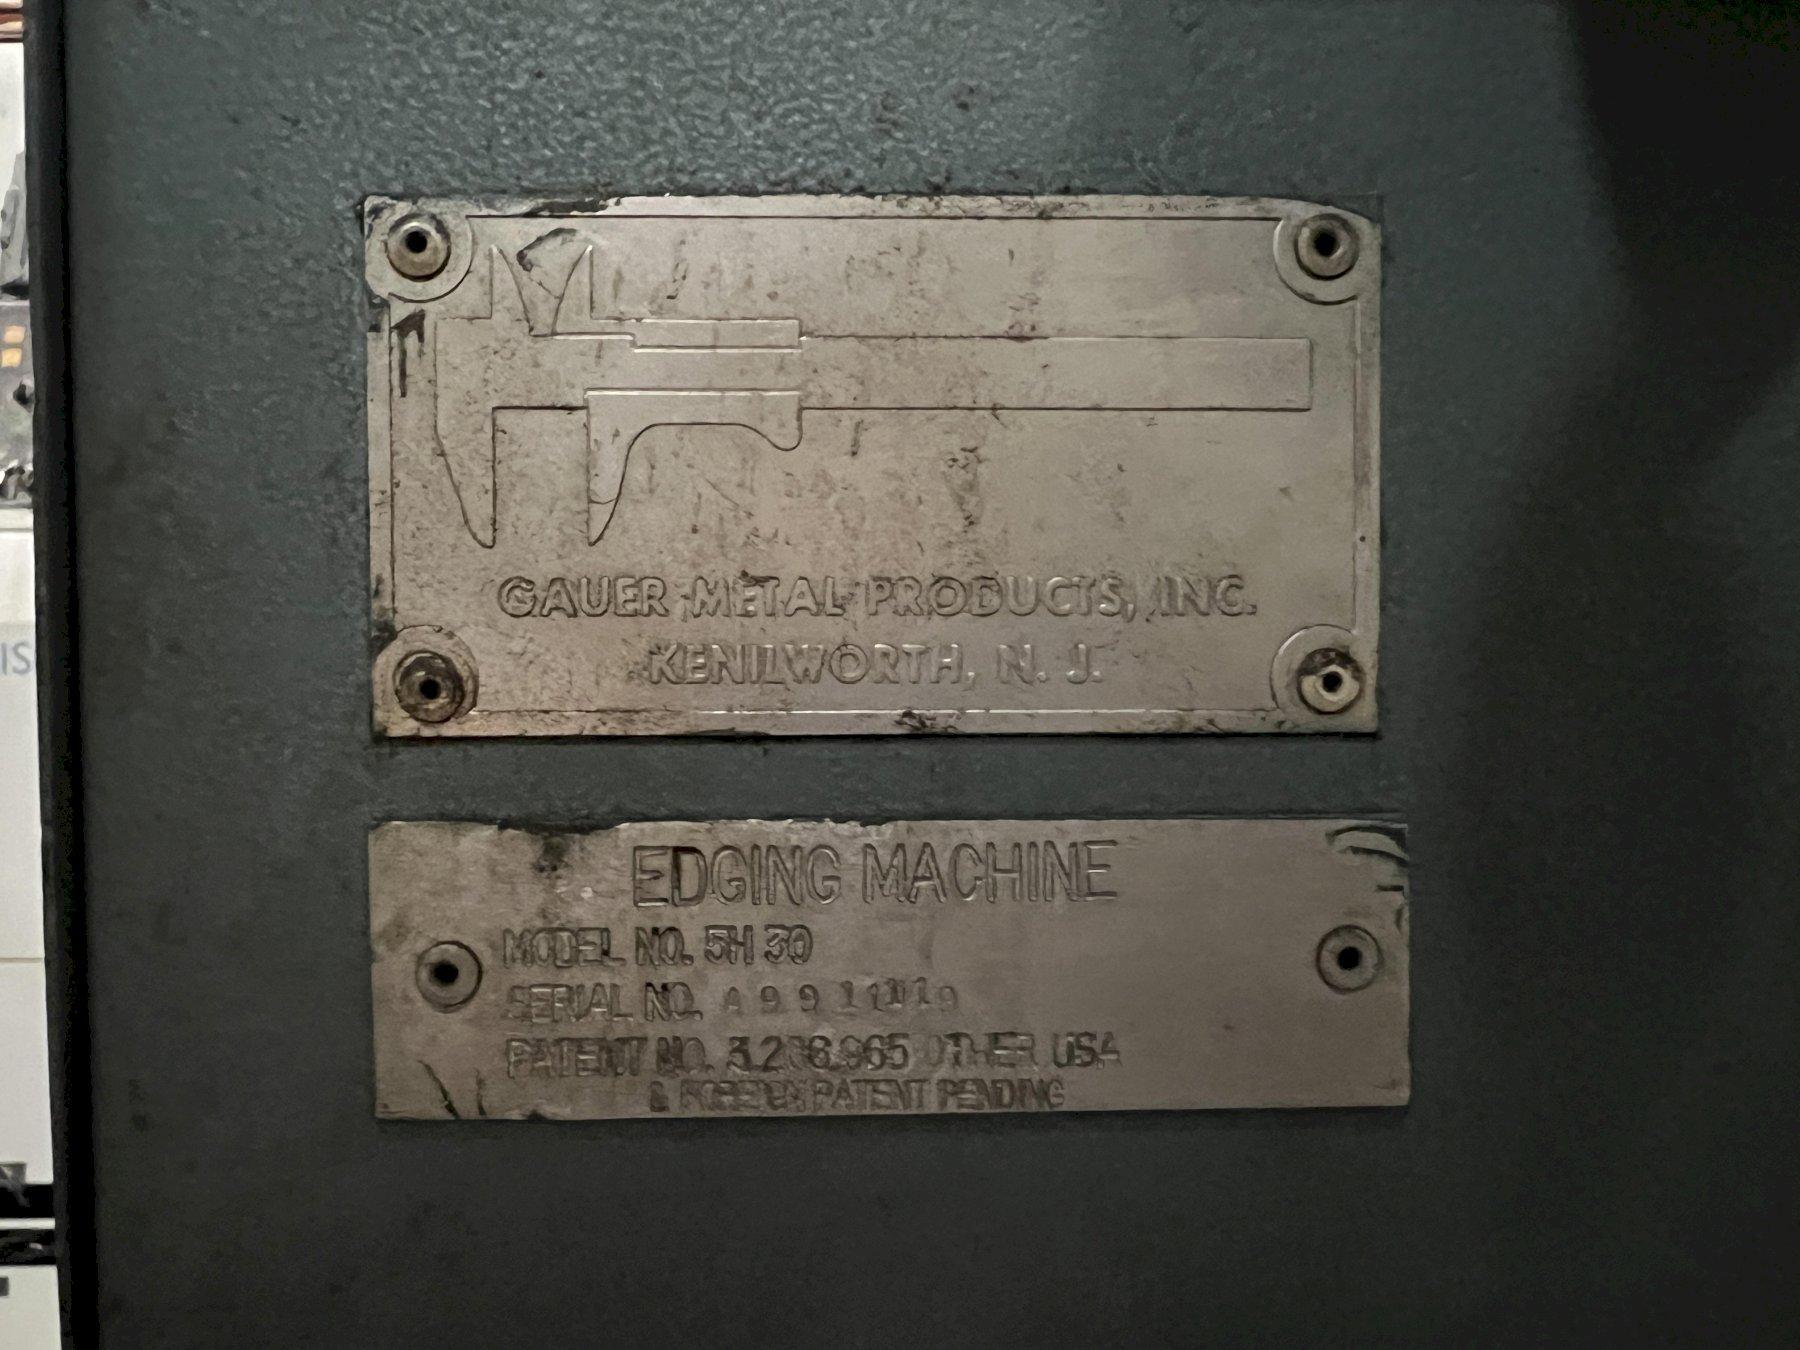 GAUER METAL PRODUCTS, INC.
KENILWORTH, N. J.
EDGING MACHINE
MODEL NO. 5H 30
SERIAL NO.
PATENT NO. OTHER USA
& FOREIGN PATENT PENDING
IS